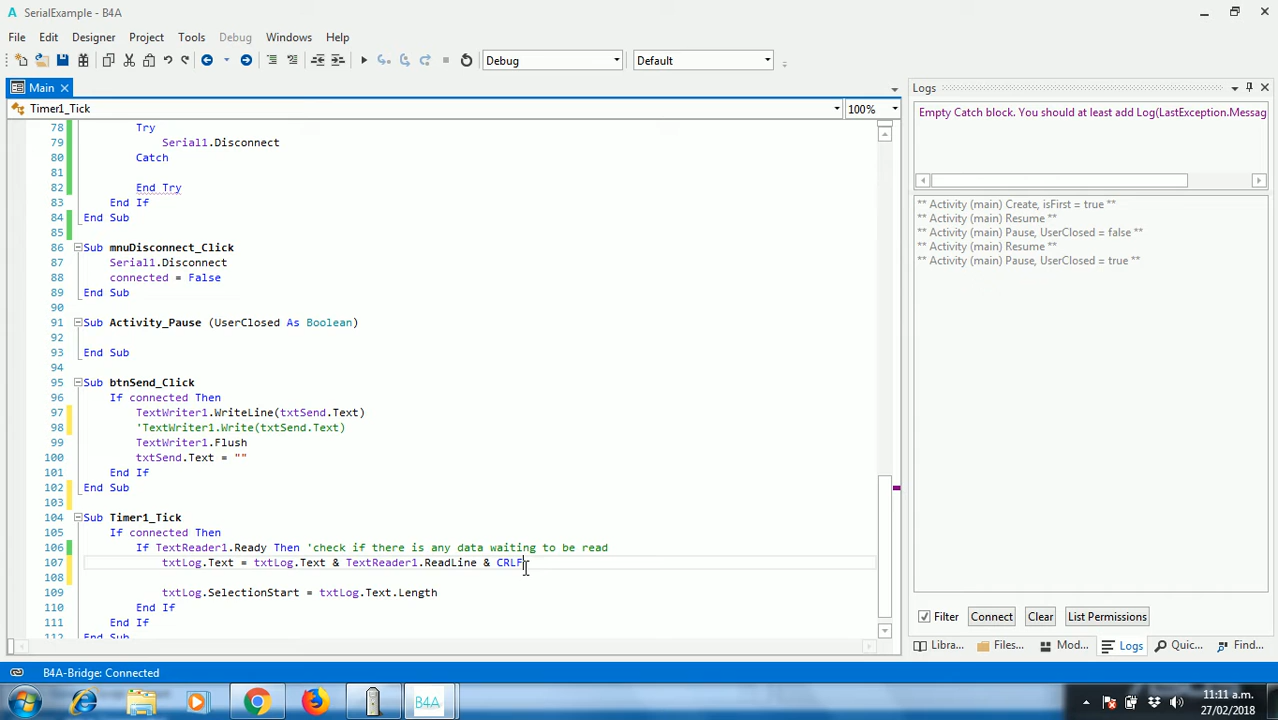 SerialExample - B4A
File Edit Designer Project Tools Debug Windows Help
Debug Default
Main
Logs
Timer1_Tick 100%
Empty Catch block. You should at least add Log(LastException.Messag
78 Try
79 Serial1.Disconnect
80 Catch
81
82 End Try
83 End If
84 End Sub
85
86 Sub mnuDisconnect_Click
87 Serial1.Disconnect
88 connected = False
89 End Sub
90
91 Sub Activity_Pause (UserClosed As Boolean)
92
93 End Sub
94
95 Sub btnSend_Click
96 If connected Then
97 TextWriter1.WriteLine(txtSend.Text)
98 'TextWriter1.Write(txtSend.Text)
99 TextWriter1.Flush
100 txtSend.Text = ""
101 End If
102 End Sub
103
104 Sub Timer1_Tick
105 If connected Then
106 If TextReader1.Ready Then 'check if there is any data waiting to be read
107 txtLog.Text = txtLog.Text & TextReader1.ReadLine & CRLF
108
109 txtLog.SelectionStart = txtLog.Text.Length
110 End If
111 End If
112 End Sub
** Activity (main) Create, isFirst = true **
** Activity (main) Resume **
** Activity (main) Pause, UserClosed = false **
** Activity (main) Resume **
** Activity (main) Pause, UserClosed = true **
Filter Connect Clear List Permissions
Libra... Files... Mod... Logs Quic... Find...
B4A-Bridge: Connected
B4A
11:11 a.m.
27/02/2018